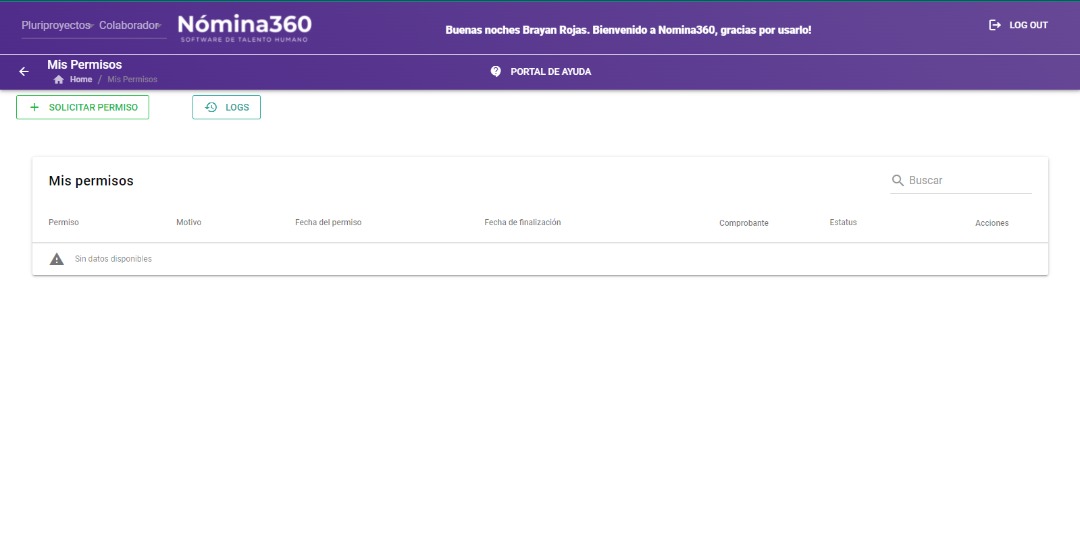 Pluriproyectos Colaborador
Nómina360
SOFTWARE DE TALENTO HUMANO
Buenas noches Brayan Rojas. Bienvenido a Nomina360, gracias por usarlo!
LOG OUT
Mis Permisos
Home / Mis Permisos
PORTAL DE AYUDA
+ SOLICITAR PERMISO
LOGS
Mis permisos
Buscar
Permiso Motivo Fecha del permiso Fecha de finalización Comprobante Estatus Acciones
Sin datos disponibles